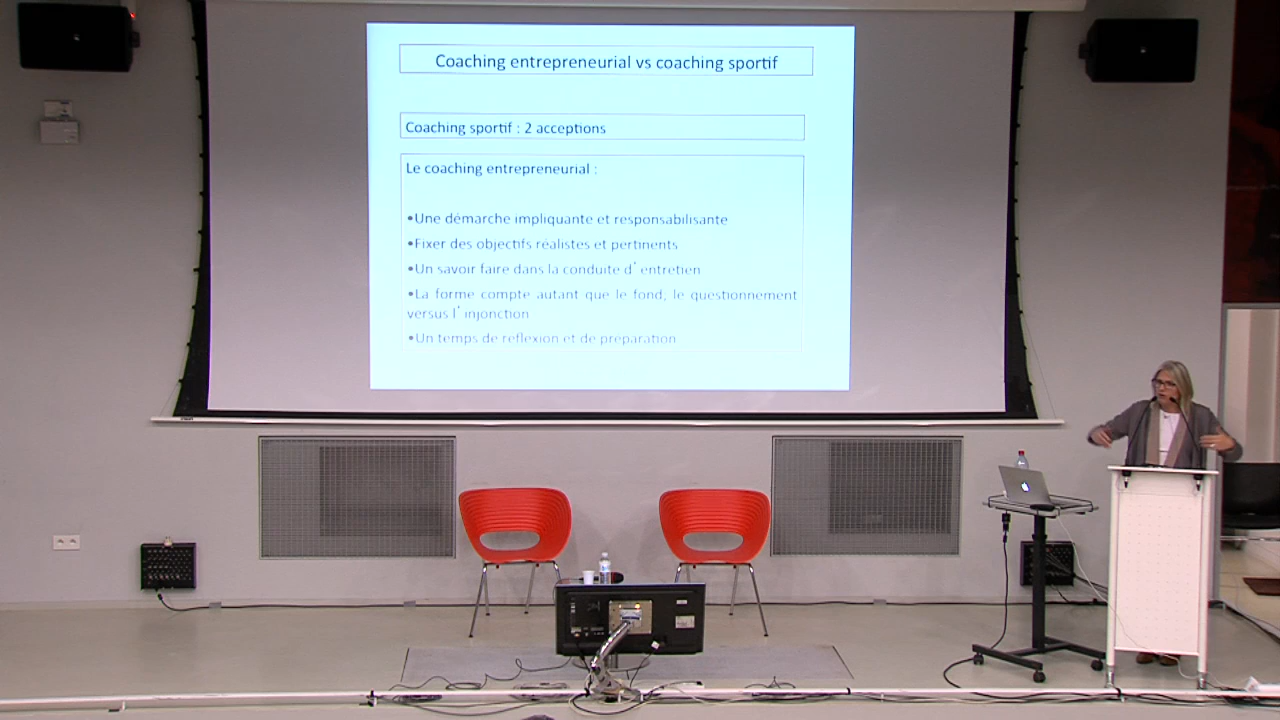 Coaching entrepreneurial vs coaching sportif
Coaching sportif : 2 acceptions
Le coaching entrepreneurial :
•Une démarche impliquante et responsabilisante
•Fixer des objectifs réalistes et pertinents
•Un savoir faire dans la conduite d' entretien
•La forme compte autant que le fond, le questionnement
versus l' injonction
•Un temps de réflexion et de préparation